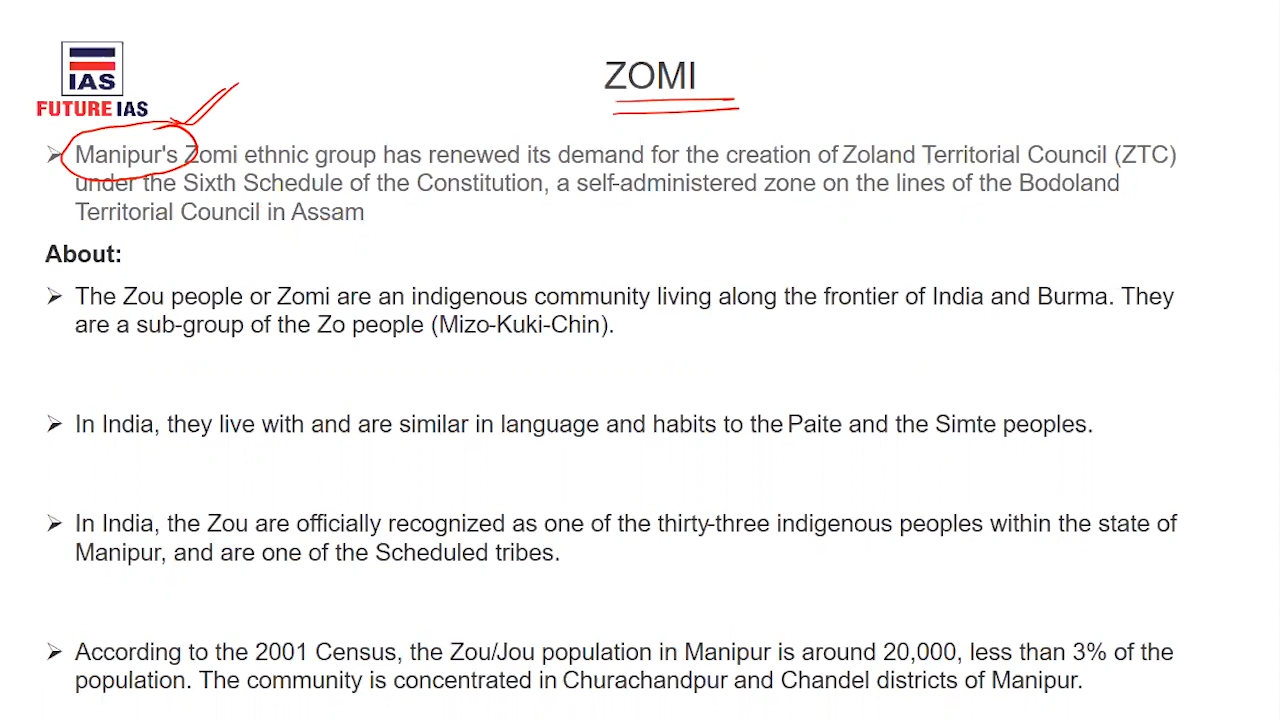 IAS
FUTURE IAS
ZOMI
➢ Manipur's Zomi ethnic group has renewed its demand for the creation of Zoland Territorial Council (ZTC)
under the Sixth Schedule of the Constitution, a self-administered zone on the lines of the Bodoland
Territorial Council in Assam
About:
➢ The Zou people or Zomi are an indigenous community living along the frontier of India and Burma. They
are a sub-group of the Zo people (Mizo-Kuki-Chin).
➢ In India, they live with and are similar in language and habits to the Paite and the Simte peoples.
➢ In India, the Zou are officially recognized as one of the thirty-three indigenous peoples within the state of
Manipur, and are one of the Scheduled tribes.
➢ According to the 2001 Census, the Zou/Jou population in Manipur is around 20,000, less than 3% of the
population. The community is concentrated in Churachandpur and Chandel districts of Manipur.